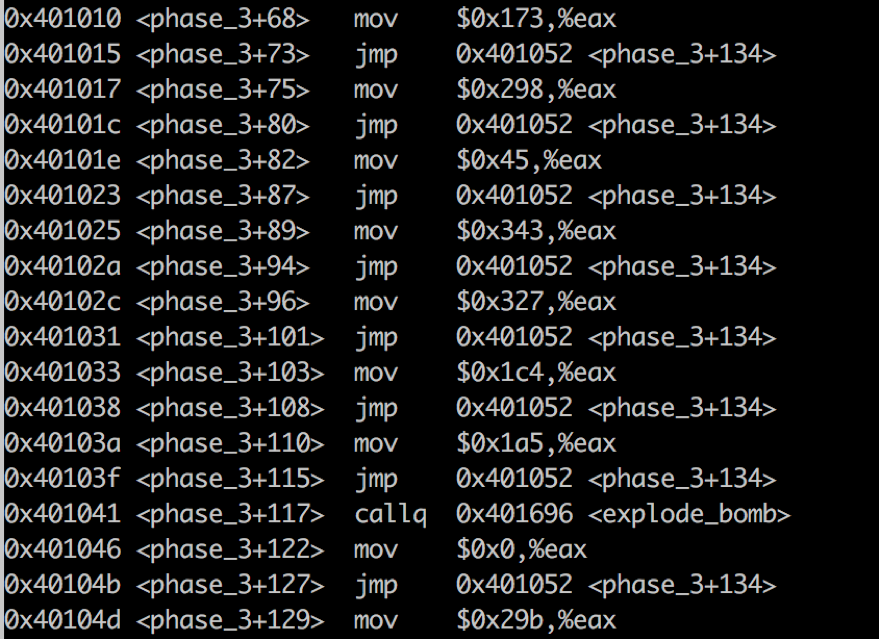 0x401010 <phase_3+68> mov $0x173,%eax
0x401015 <phase_3+73> jmp 0x401052 <phase_3+134>
0x401017 <phase_3+75> mov $0x298,%eax
0x40101c <phase_3+80> jmp 0x401052 <phase_3+134>
0x40101e <phase_3+82> mov $0x45,%eax
0x401023 <phase_3+87> jmp 0x401052 <phase_3+134>
0x401025 <phase_3+89> mov $0x343,%eax
0x40102a <phase_3+94> jmp 0x401052 <phase_3+134>
0x40102c <phase_3+96> mov $0x327,%eax
0x401031 <phase_3+101> jmp 0x401052 <phase_3+134>
0x401033 <phase_3+103> mov $0x1c4,%eax
0x401038 <phase_3+108> jmp 0x401052 <phase_3+134>
0x40103a <phase_3+110> mov $0x1a5,%eax
0x40103f <phase_3+115> jmp 0x401052 <phase_3+134>
0x401041 <phase_3+117> callq 0x401696 <explode_bomb>
0x401046 <phase_3+122> mov $0x0,%eax
0x40104b <phase_3+127> jmp 0x401052 <phase_3+134>
0x40104d <phase_3+129> mov $0x29b,%eax